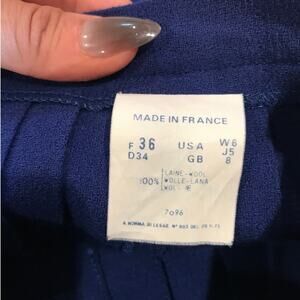 MADE IN FRANCE
F 36 USA W6
D34 GB J5
8
100% LAINE-WOOL
WOLLE-LANA
7096